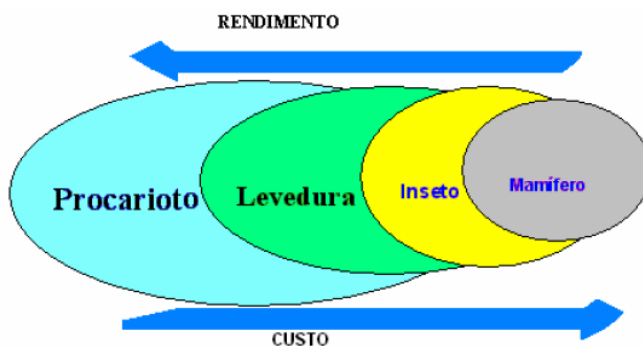 RENDIMENTO
Procarioto
Levedura
Inseto
Mamífero
CUSTO